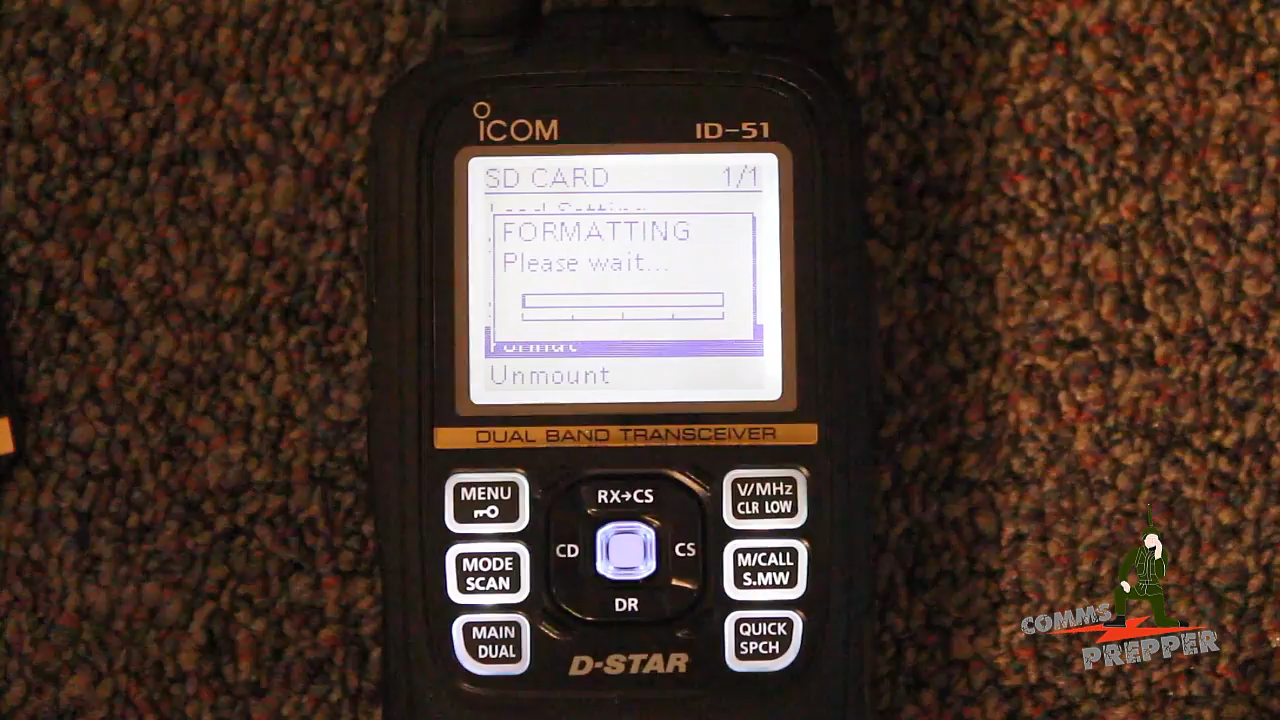 ICOM
ID-51
SD CARD 1/1
FORMATTING
Please wait...
Format
Unmount
DUAL BAND TRANSCEIVER
MENU
RX→CS
V/MHz
CLR LOW
CD
CS
MODE
SCAN
M/CALL
S.MW
DR
MAIN
DUAL
QUICK
SPCH
D-STAR
COMMS
PREPPER